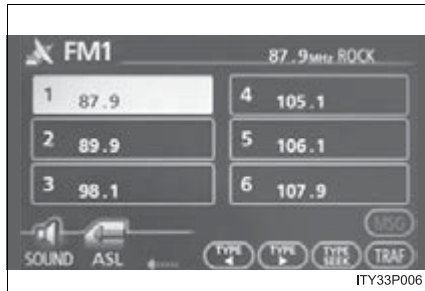 FM1
87.9MHz ROCK
1 87.9
4 105.1
2 89.9
5 106.1
3 98.1
6 107.9
MSG
SOUND ASL TYPE TYPE TYPE SEEK TRAF
ITY33P006